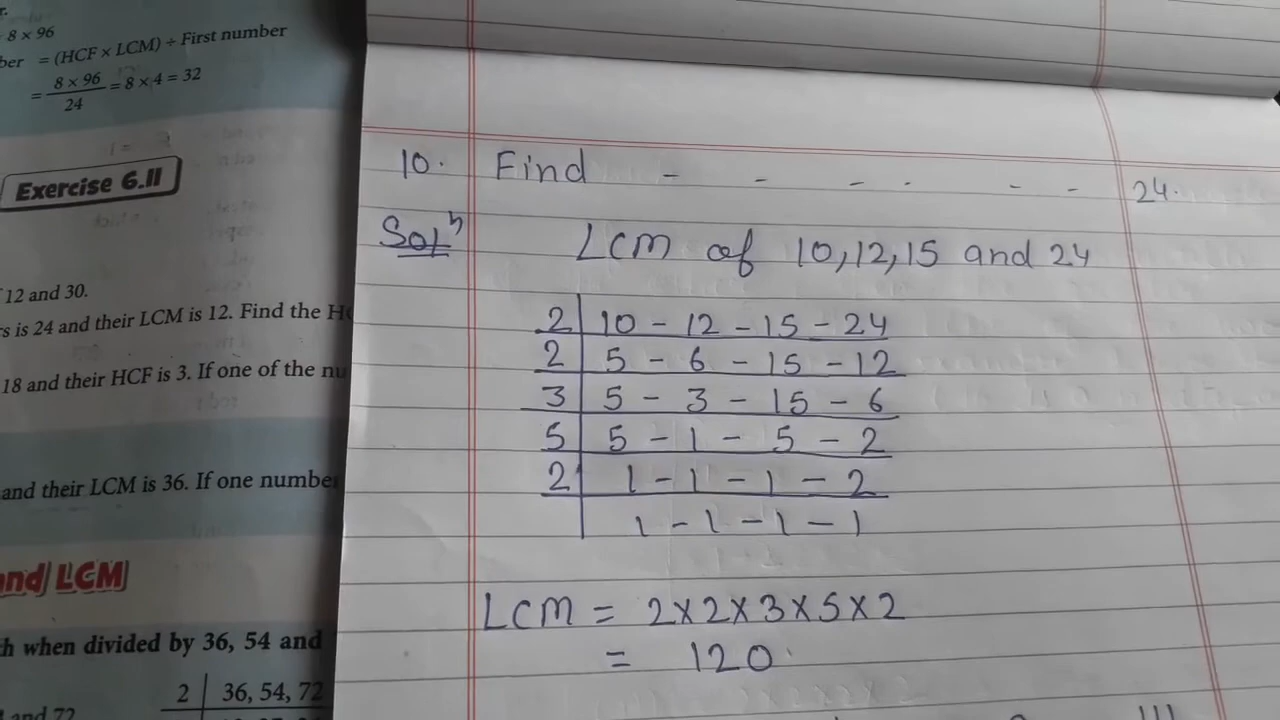 r.
8 × 96
ber = (HCF × LCM) ÷ First number
= 8 × 96 / 24 = 8 × 4 = 32
Exercise 6.11
12 and 30.
s is 24 and their LCM is 12. Find the H
18 and their HCF is 3. If one of the nu
and their LCM is 36. If one numbe
and LCM
h when divided by 36, 54 and
2 | 36, 54, 72
and 72
10. Find - - - - - - 24.
Solⁿ LCM of 10,12,15 and 24
2 | 10 - 12 - 15 - 24
2 | 5 - 6 - 15 - 12
3 | 5 - 3 - 15 - 6
5 | 5 - 1 - 5 - 2
2 | 1 - 1 - 1 - 2
1 - 1 - 1 - 1
LCM = 2×2×3×5×2
= 120.